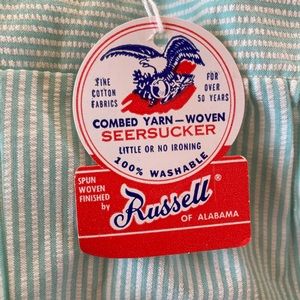 FINE
COTTON
FABRICS
FOR
OVER
50 YEARS
COMBED YARN—WOVEN
SEERSUCKER
LITTLE OR NO IRONING
100% WASHABLE
SPUN
WOVEN
FINISHED
by
Russell®
OF ALABAMA